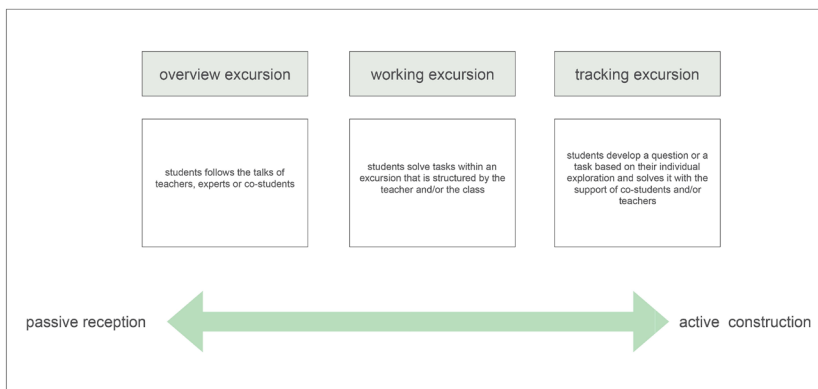 overview excursion
working excursion
tracking excursion
students follows the talks of
teachers, experts or co-students
students solve tasks within an
excursion that is structured by the
teacher and/or the class
students develop a question or a
task based on their individual
exploration and solves it with the
support of co-students and/or
teachers
passive reception
active construction